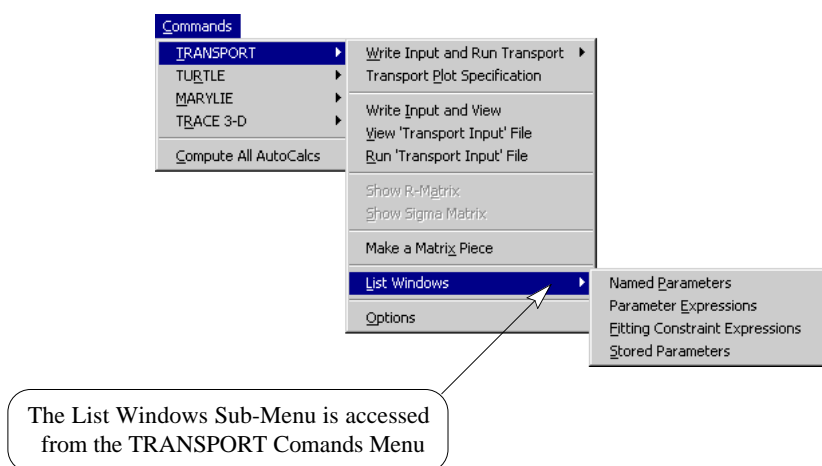 Commands
TRANSPORT
TURTLE
MARYLIE
TRACE 3-D
Compute All AutoCalcs
Write Input and Run Transport
Transport Plot Specification
Write Input and View
View 'Transport Input' File
Run 'Transport Input' File
Show R-Matrix
Show Sigma Matrix
Make a Matrix Piece
List Windows
Options
Named Parameters
Parameter Expressions
Fitting Constraint Expressions
Stored Parameters
The List Windows Sub-Menu is accessed
from the TRANSPORT Comands Menu